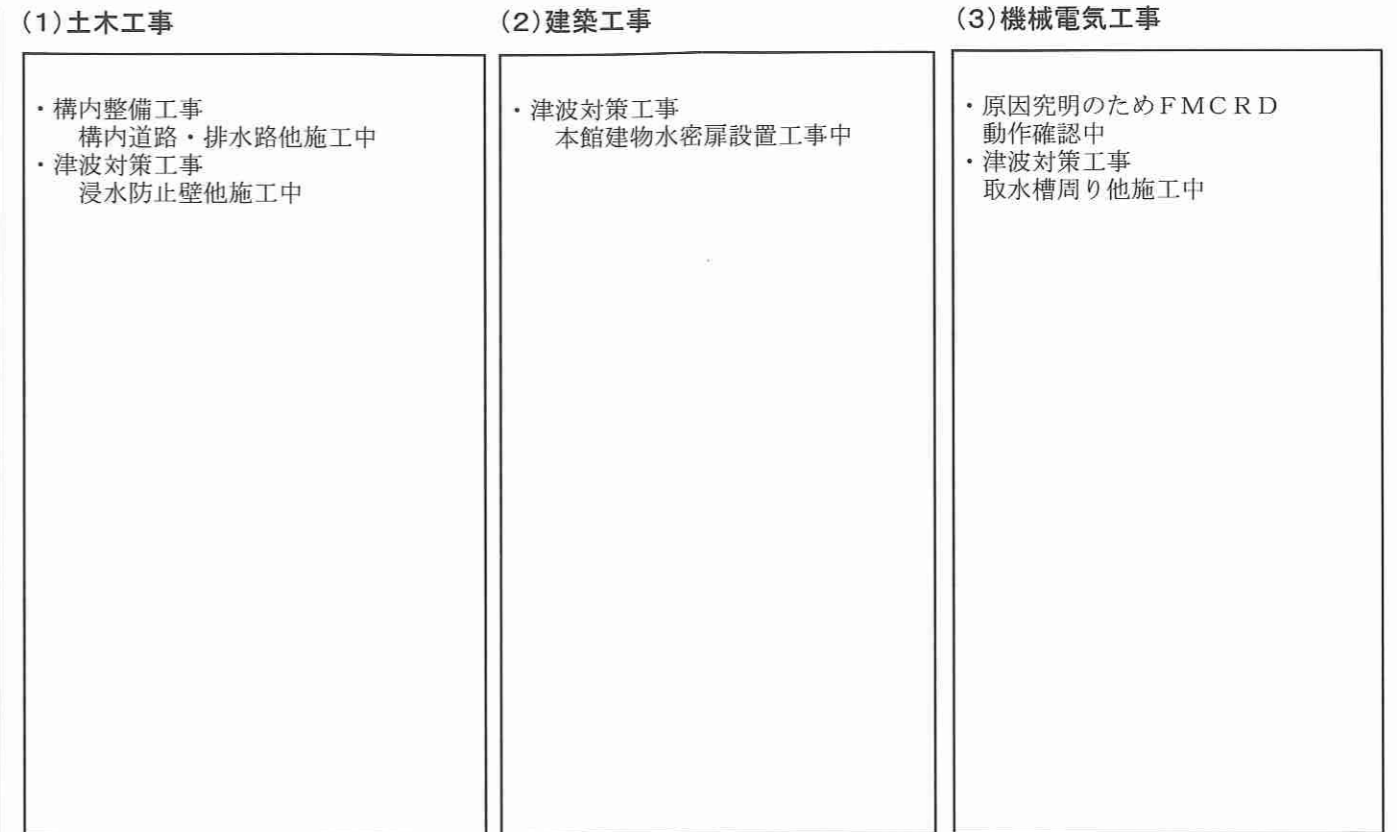 (1)土木工事
・構内整備工事
構内道路・排水路他施工中
・津波対策工事
浸水防止壁他施工中
(2)建築工事
・津波対策工事
本館建物水密扉設置工事中
(3)機械電気工事
・原因究明のためFMCRD
動作確認中
・津波対策工事
取水槽周り他施工中